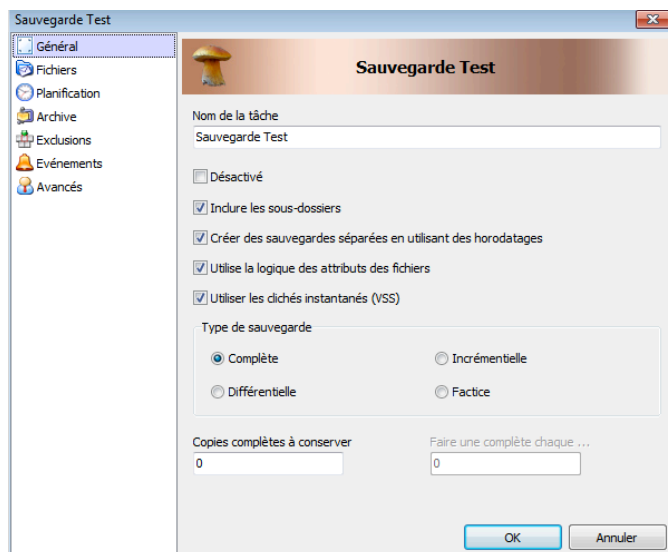 Sauvegarde Test
Général
Fichiers
Planification
Archive
Exclusions
Evénements
Avancés
Sauvegarde Test
Nom de la tâche
Sauvegarde Test
Désactivé
Inclure les sous-dossiers
Créer des sauvegardes séparées en utilisant des horodatages
Utilise la logique des attributs des fichiers
Utiliser les clichés instantanés (VSS)
Type de sauvegarde
Complète Incrémentielle
Différentielle Factice
Copies complètes à conserver Faire une complète chaque ...
0 0
OK Annuler